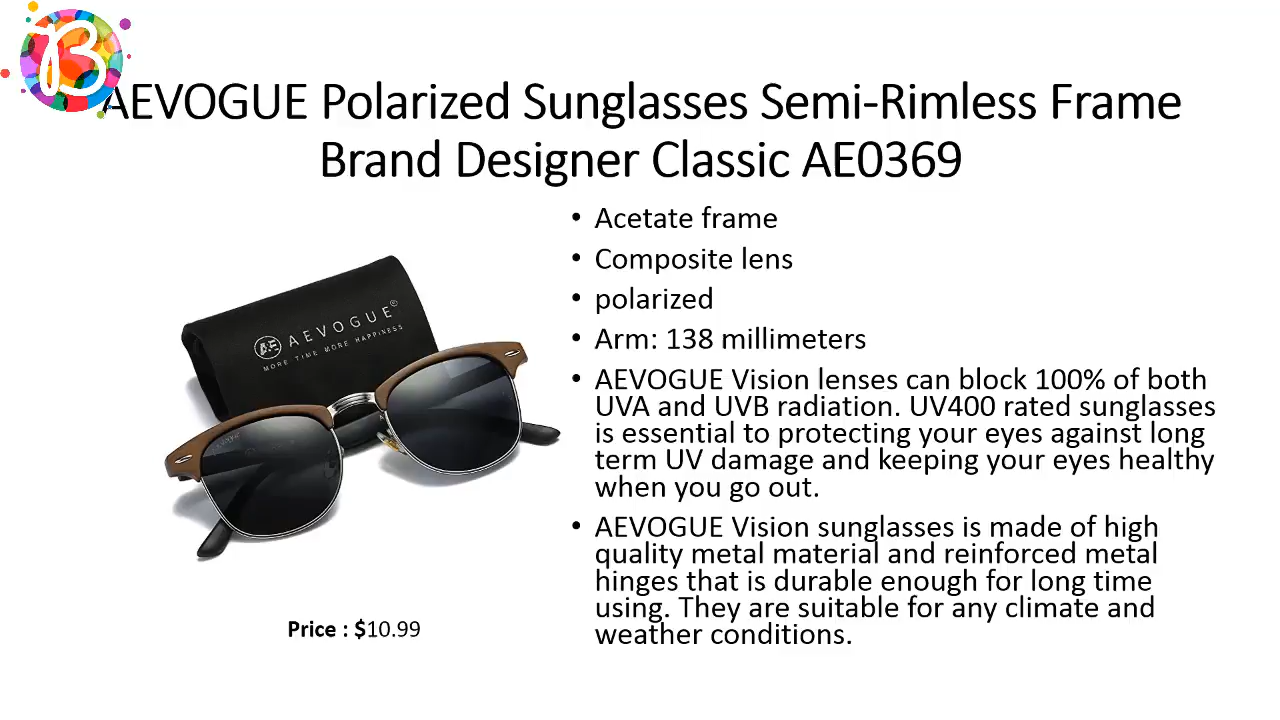 B
AEVOGUE Polarized Sunglasses Semi-Rimless Frame
Brand Designer Classic AE0369
• Acetate frame
• Composite lens
• polarized
• Arm: 138 millimeters
• AEVOGUE Vision lenses can block 100% of both
UVA and UVB radiation. UV400 rated sunglasses
is essential to protecting your eyes against long
term UV damage and keeping your eyes healthy
when you go out.
• AEVOGUE Vision sunglasses is made of high
quality metal material and reinforced metal
hinges that is durable enough for long time
using. They are suitable for any climate and
weather conditions.
AE AEVOGUE©
MORE TIME MORE HAPPINESS
Price : $10.99